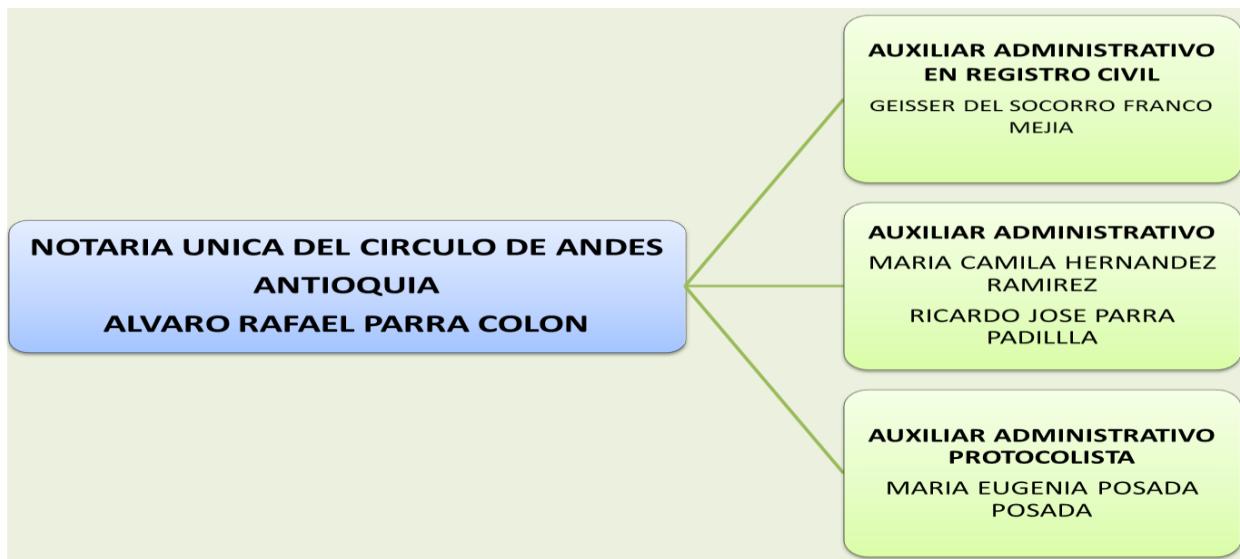 NOTARIA UNICA DEL CIRCULO DE ANDES
ANTIOQUIA
ALVARO RAFAEL PARRA COLON
AUXILIAR ADMINISTRATIVO
EN REGISTRO CIVIL
GEISSER DEL SOCORRO FRANCO
MEJIA
AUXILIAR ADMINISTRATIVO
MARIA CAMILA HERNANDEZ
RAMIREZ
RICARDO JOSE PARRA
PADILLLA
AUXILIAR ADMINISTRATIVO
PROTOCOLISTA
MARIA EUGENIA POSADA
POSADA